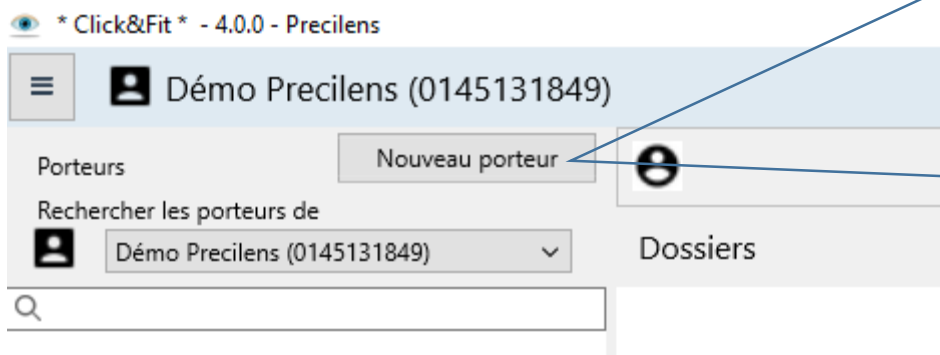 * Click&Fit * - 4.0.0 - Precilens
Démo Precilens (0145131849)
Porteurs
Nouveau porteur
Rechercher les porteurs de
Démo Precilens (0145131849)
Dossiers